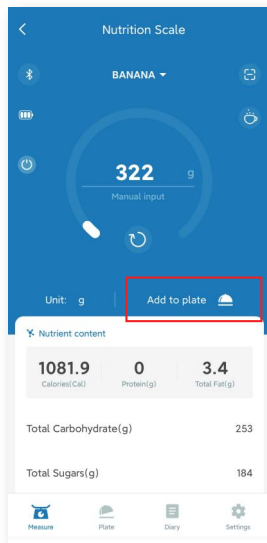 Nutrition Scale
BANANA
322 g
Manual input
Unit: g
Add to plate
Nutrient content
1081.9 0 3.4
Calories(Cal) Protein(g) Total Fat(g)
Total Carbohydrate(g) 253
Total Sugars(g) 184
Measure Plate Diary Settings